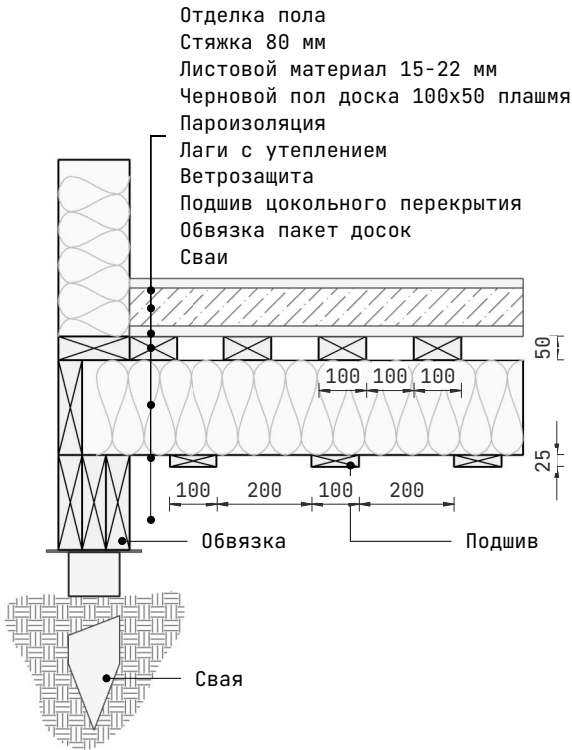 Отделка пола
Стяжка 80 мм
Листовой материал 15-22 мм
Черновой пол доска 100x50 плашмя
Пароизоляция
Лаги с утеплением
Ветрозащита
Подшив цокольного перекрытия
Обвязка пакет досок
Сваи
50
100 100 100
25
100 200 100 200
Обвязка Подшив
Свая